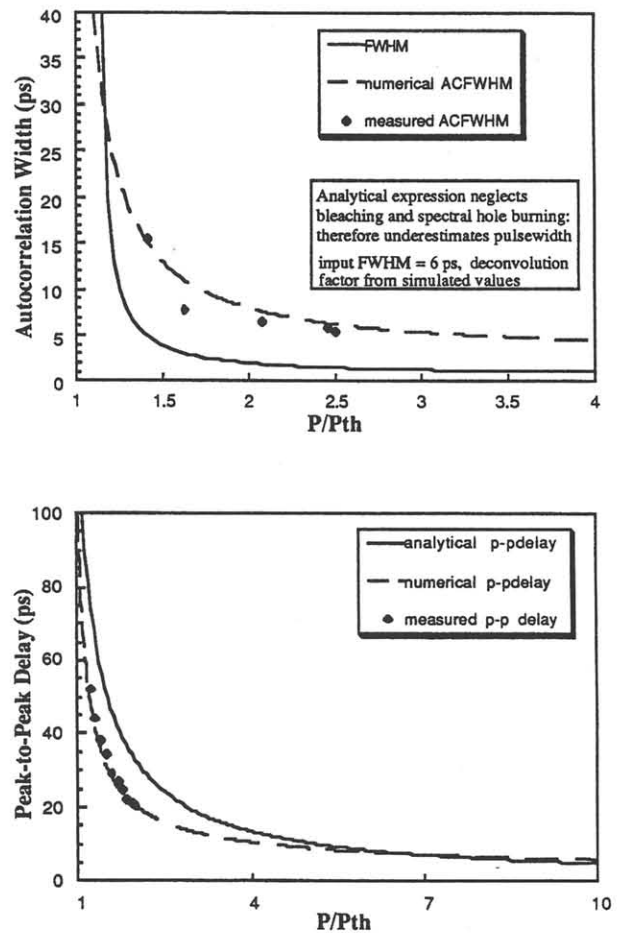 40
35
30
25
20
15
10
5
0
Autocorrelation Width (ps)
FWHM
numerical ACFWHM
measured ACFWHM
Analytical expression neglects
bleaching and spectral hole burning:
therefore underestimates pulsewidth
input FWHM = 6 ps, deconvolution
factor from simulated values
1 1.5 2 2.5 3 3.5 4
P/Pth
100
80
60
40
20
0
Peak-to-Peak Delay (ps)
analytical p-pdelay
numerical p-pdelay
measured p-p delay
1 4 7 10
P/Pth